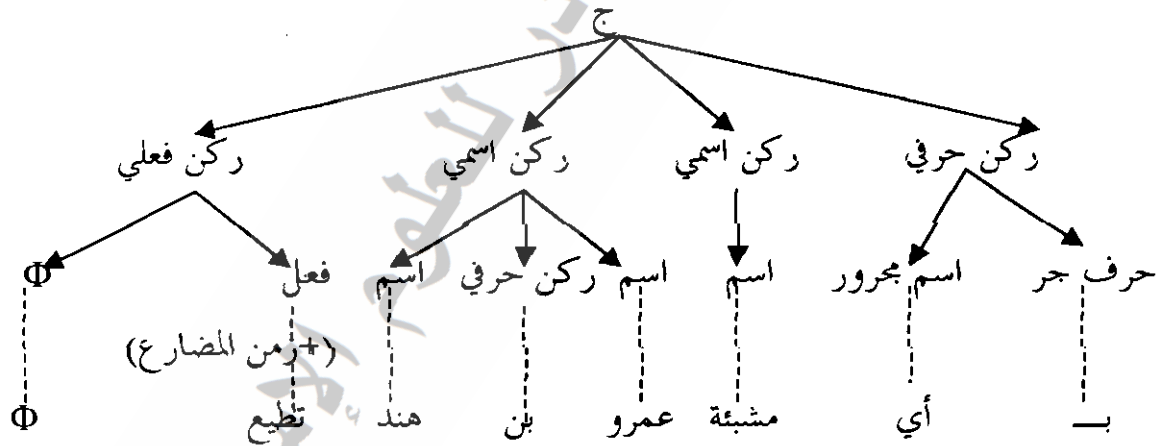 ج
ركن حرفي ركن اسمي ركن اسمي ركن فعلي
حرف جر اسم مجرور اسم اسم ركن حرفي اسم فعل Φ
(+زمن المضارع)
بـ أي مشبئة عمرو بن هند تطيع Φ